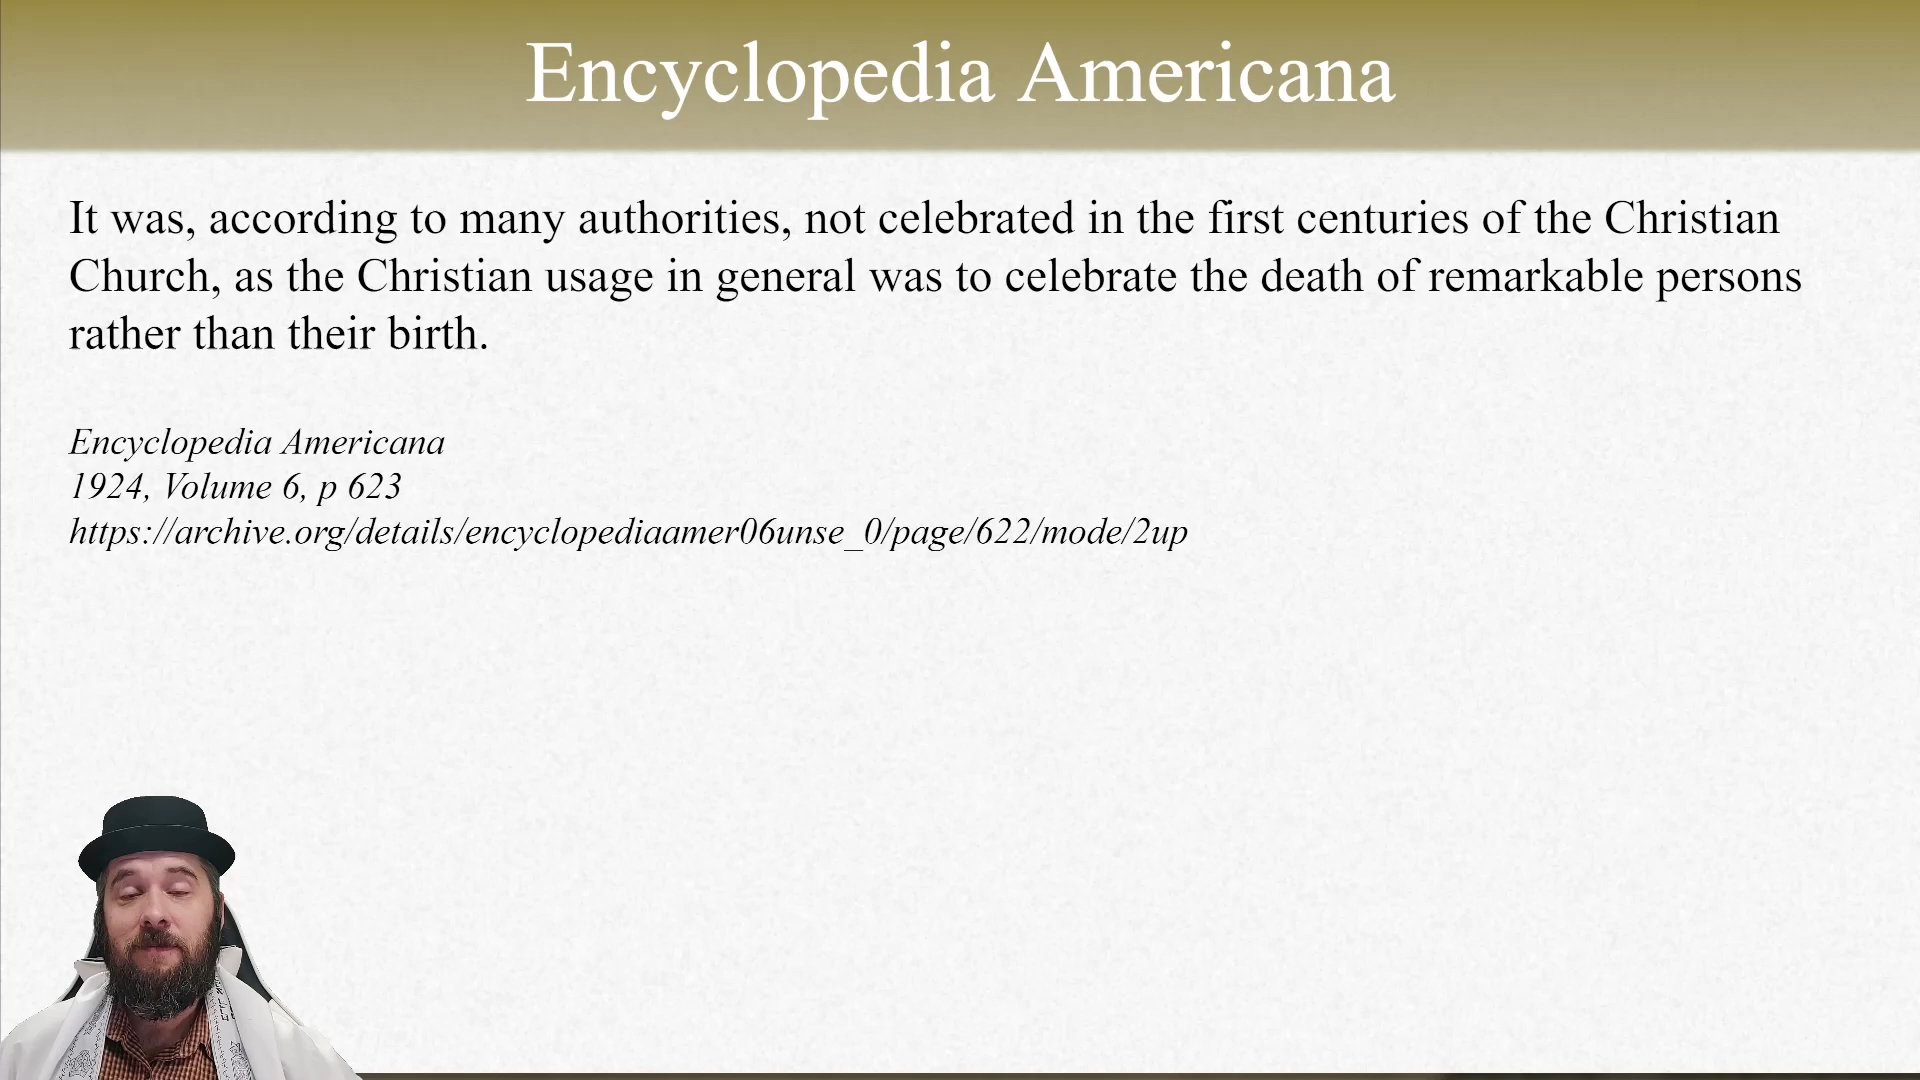 Encyclopedia Americana
It was, according to many authorities, not celebrated in the first centuries of the Christian
Church, as the Christian usage in general was to celebrate the death of remarkable persons
rather than their birth.
Encyclopedia Americana
1924, Volume 6, p 623
https://archive.org/details/encyclopediaamer06unse_0/page/622/mode/2up